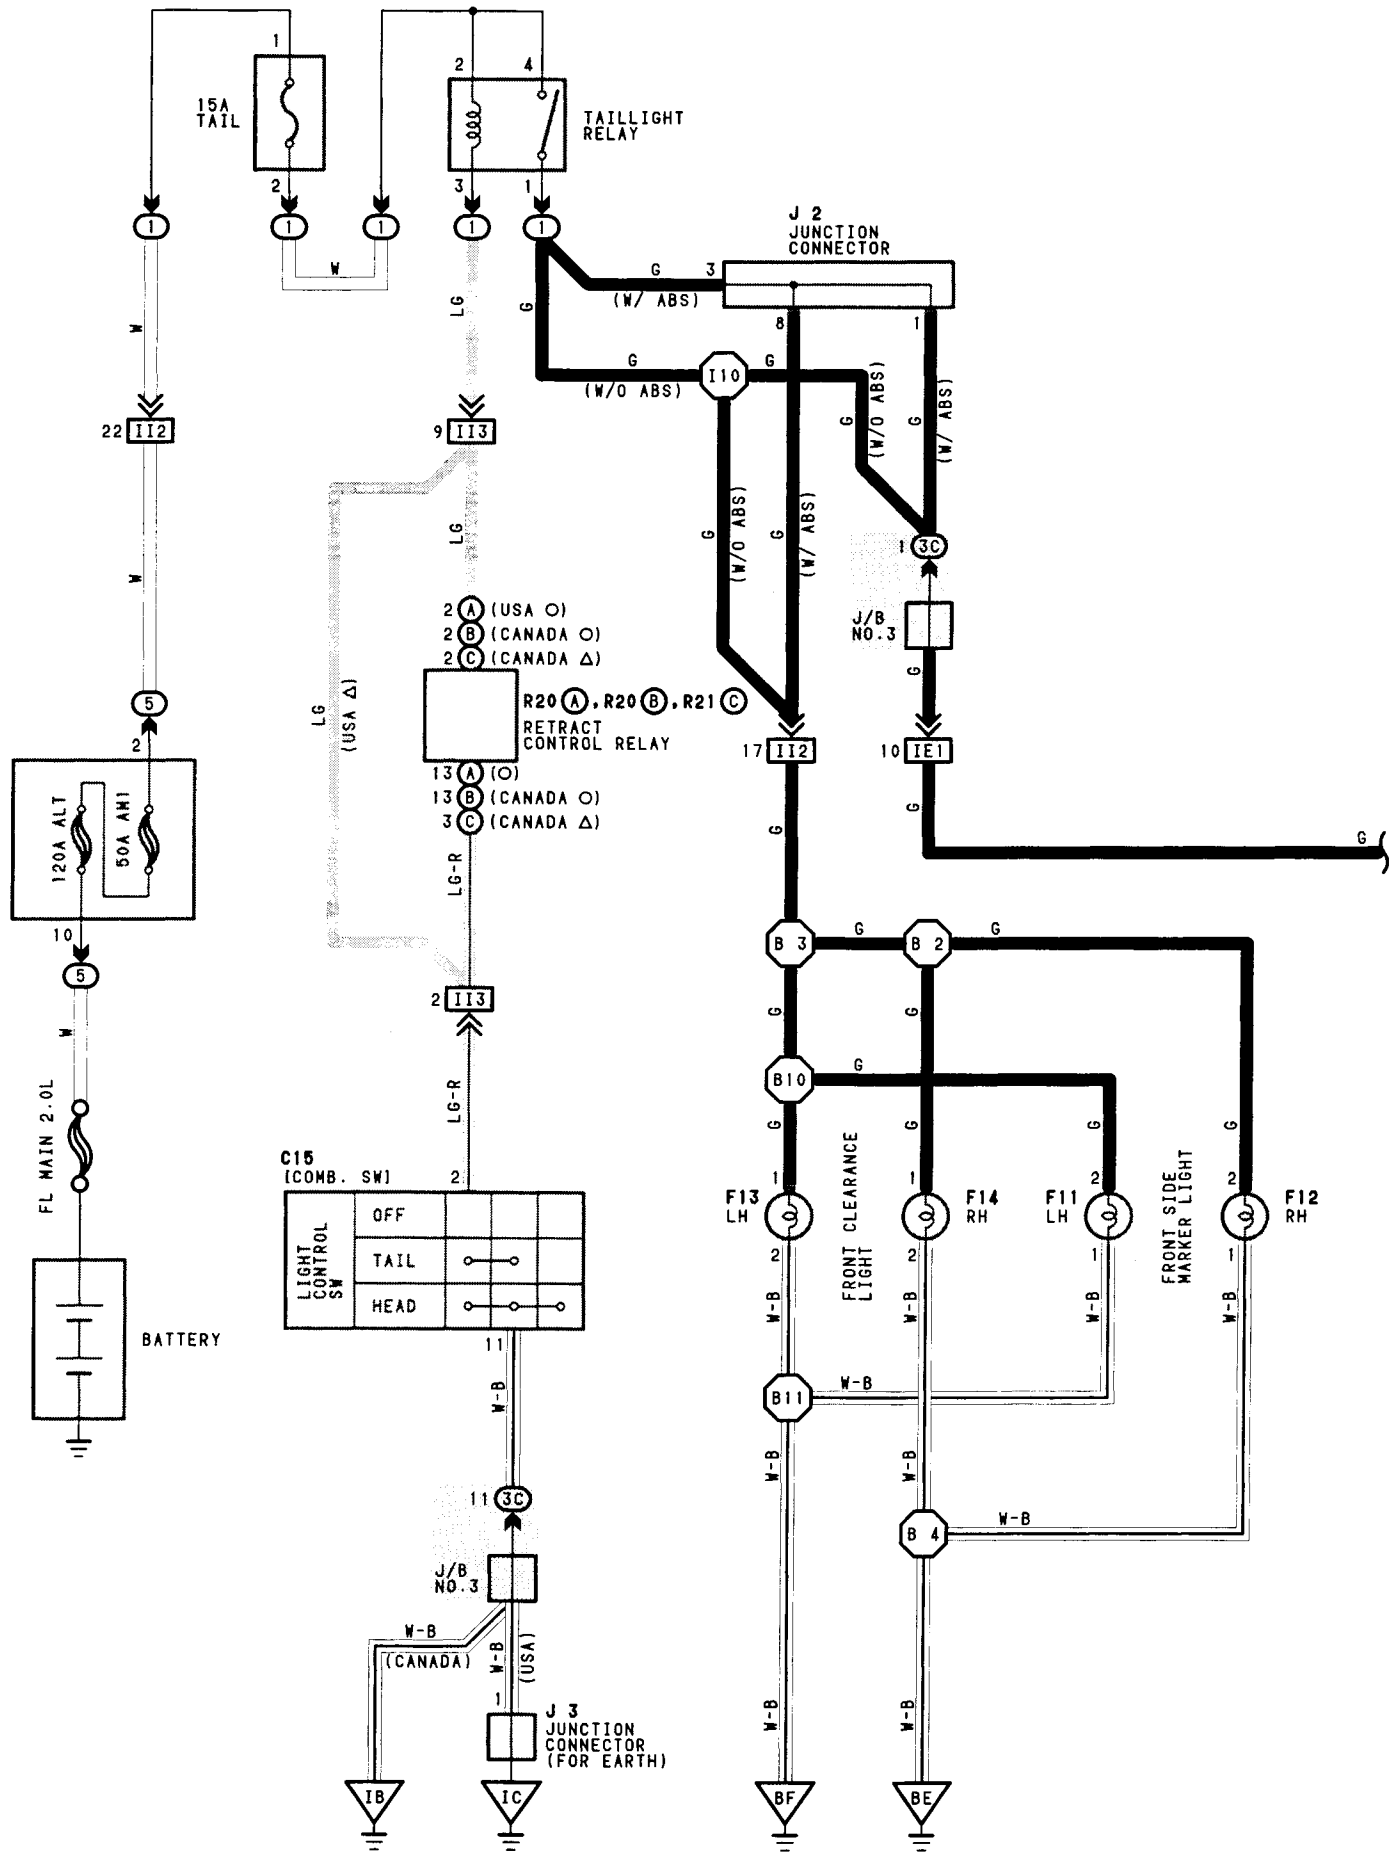 1
15A
TAIL
2
2
4
TAILLIGHT
RELAY
3
1
1
1
1
1
1
W
W
LG
G
G
(W/ ABS)
3
J 2
JUNCTION
CONNECTOR
8
1
G
(W/O ABS)
I10
G
G
(W/O ABS)
G
(W/ ABS)
22 II2
9 II3
W
LG
G
(W/O ABS)
G
(W/ ABS)
1 3C
J/B
NO.3
G
2 A (USA O)
2 B (CANADA O)
2 C (CANADA Δ)
R20 A, R20 B, R21 C
RETRACT
CONTROL RELAY
13 A (O)
13 B (CANADA O)
3 C (CANADA Δ)
LG
(USA Δ)
17 II2
10 IE1
5
2
120A ALT
50A AM1
10
5
G
G
G
LG-R
B 3
G
B 2
G
2 II3
W
G
G
B10
G
FL MAIN 2.0L
LG-R
G
G
G
G
C15
[COMB. SW]
2
LIGHT
CONTROL
SW
OFF
TAIL
HEAD
11
1
F13
LH
2
FRONT CLEARANCE
LIGHT
1
F14
RH
2
2
F11
LH
1
FRONT SIDE
MARKER LIGHT
2
F12
RH
1
BATTERY
W-B
W-B
W-B
W-B
W-B
B11
W-B
W-B
W-B
11 3C
B 4
W-B
J/B
NO.3
W-B
(CANADA)
W-B
(USA)
1
J 3
JUNCTION
CONNECTOR
(FOR EARTH)
W-B
W-B
IB
IC
BF
BE